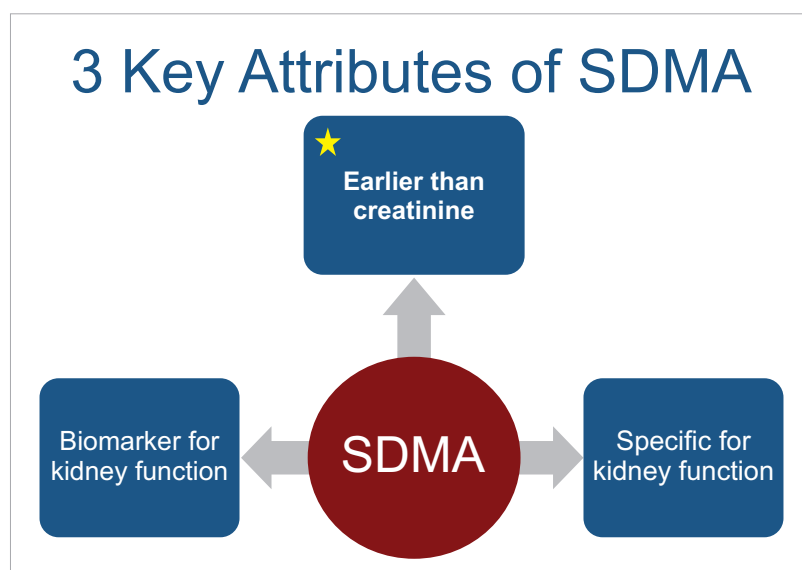 3 Key Attributes of SDMA
Earlier than
creatinine
Biomarker for
kidney function
SDMA
Specific for
kidney function